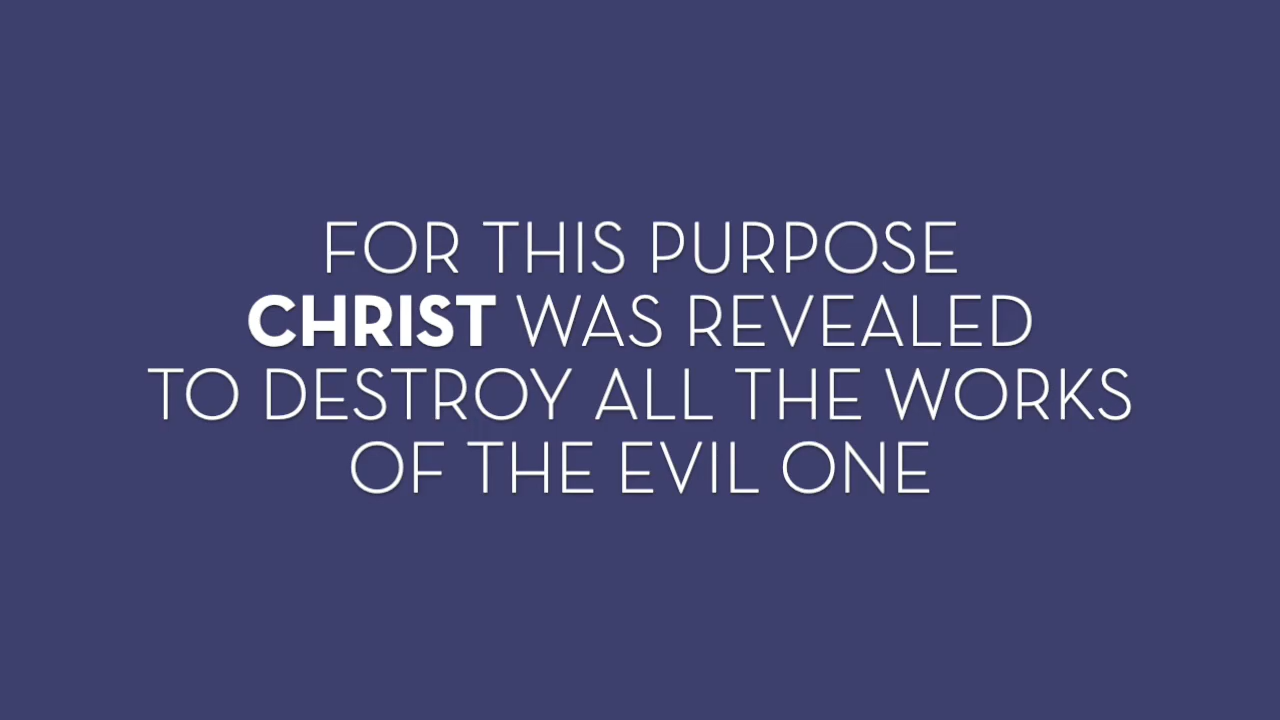 FOR THIS PURPOSE
CHRIST WAS REVEALED
TO DESTROY ALL THE WORKS
OF THE EVIL ONE